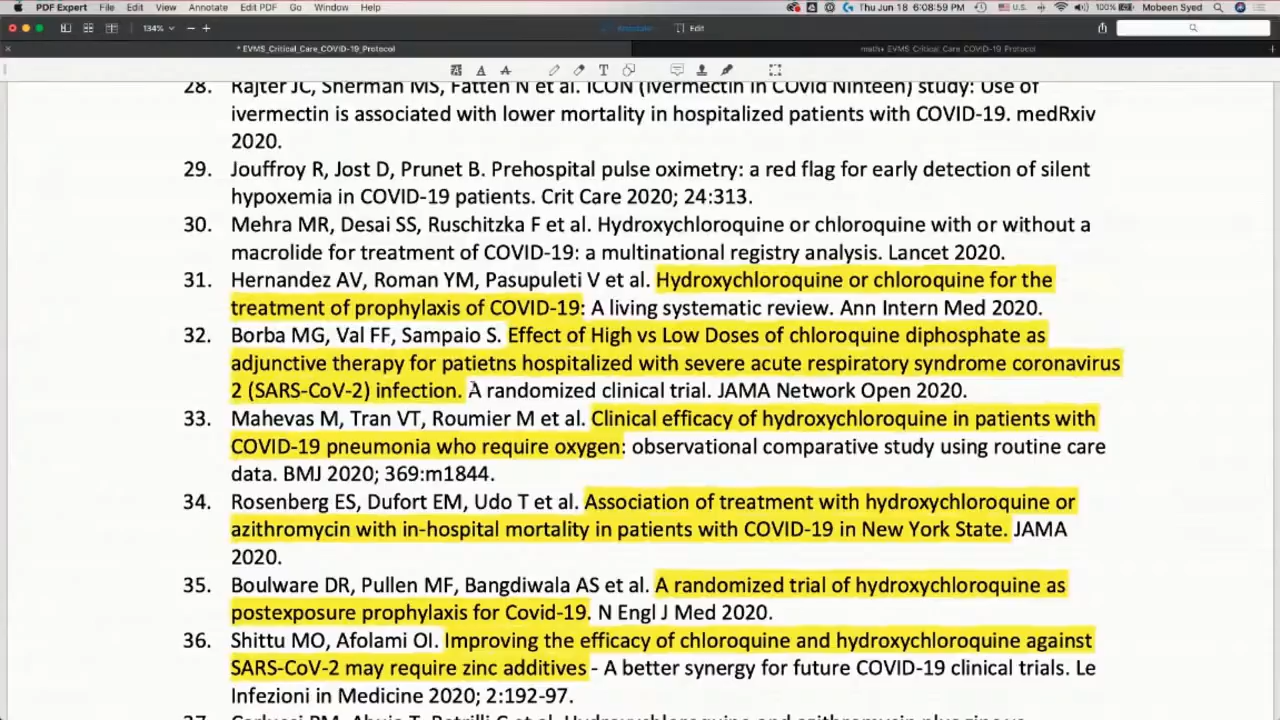 PDF Expert File Edit View Annotate Edit PDF Go Window Help Thu Jun 18 6:08:59 PM U.S. 100% Mobeen Syed
134% Annotate Edit
* EVMS_Critical_Care_COVID-19_Protocol math+ EVMS_Critical_Care_COVID-19_Protocol
28. Rajter JC, Sherman MS, Fatten N et al. ICON (Ivermectin in COvid Ninteen) study: Use of
ivermectin is associated with lower mortality in hospitalized patients with COVID-19. medRxiv
2020.
29. Jouffroy R, Jost D, Prunet B. Prehospital pulse oximetry: a red flag for early detection of silent
hypoxemia in COVID-19 patients. Crit Care 2020; 24:313.
30. Mehra MR, Desai SS, Ruschitzka F et al. Hydroxychloroquine or chloroquine with or without a
macrolide for treatment of COVID-19: a multinational registry analysis. Lancet 2020.
31. Hernandez AV, Roman YM, Pasupuleti V et al. Hydroxychloroquine or chloroquine for the
treatment of prophylaxis of COVID-19: A living systematic review. Ann Intern Med 2020.
32. Borba MG, Val FF, Sampaio S. Effect of High vs Low Doses of chloroquine diphosphate as
adjunctive therapy for patietns hospitalized with severe acute respiratory syndrome coronavirus
2 (SARS-CoV-2) infection. A randomized clinical trial. JAMA Network Open 2020.
33. Mahevas M, Tran VT, Roumier M et al. Clinical efficacy of hydroxychloroquine in patients with
COVID-19 pneumonia who require oxygen: observational comparative study using routine care
data. BMJ 2020; 369:m1844.
34. Rosenberg ES, Dufort EM, Udo T et al. Association of treatment with hydroxychloroquine or
azithromycin with in-hospital mortality in patients with COVID-19 in New York State. JAMA
2020.
35. Boulware DR, Pullen MF, Bangdiwala AS et al. A randomized trial of hydroxychloroquine as
postexposure prophylaxis for Covid-19. N Engl J Med 2020.
36. Shittu MO, Afolami OI. Improving the efficacy of chloroquine and hydroxychloroquine against
SARS-CoV-2 may require zinc additives - A better synergy for future COVID-19 clinical trials. Le
Infezioni in Medicine 2020; 2:192-97.